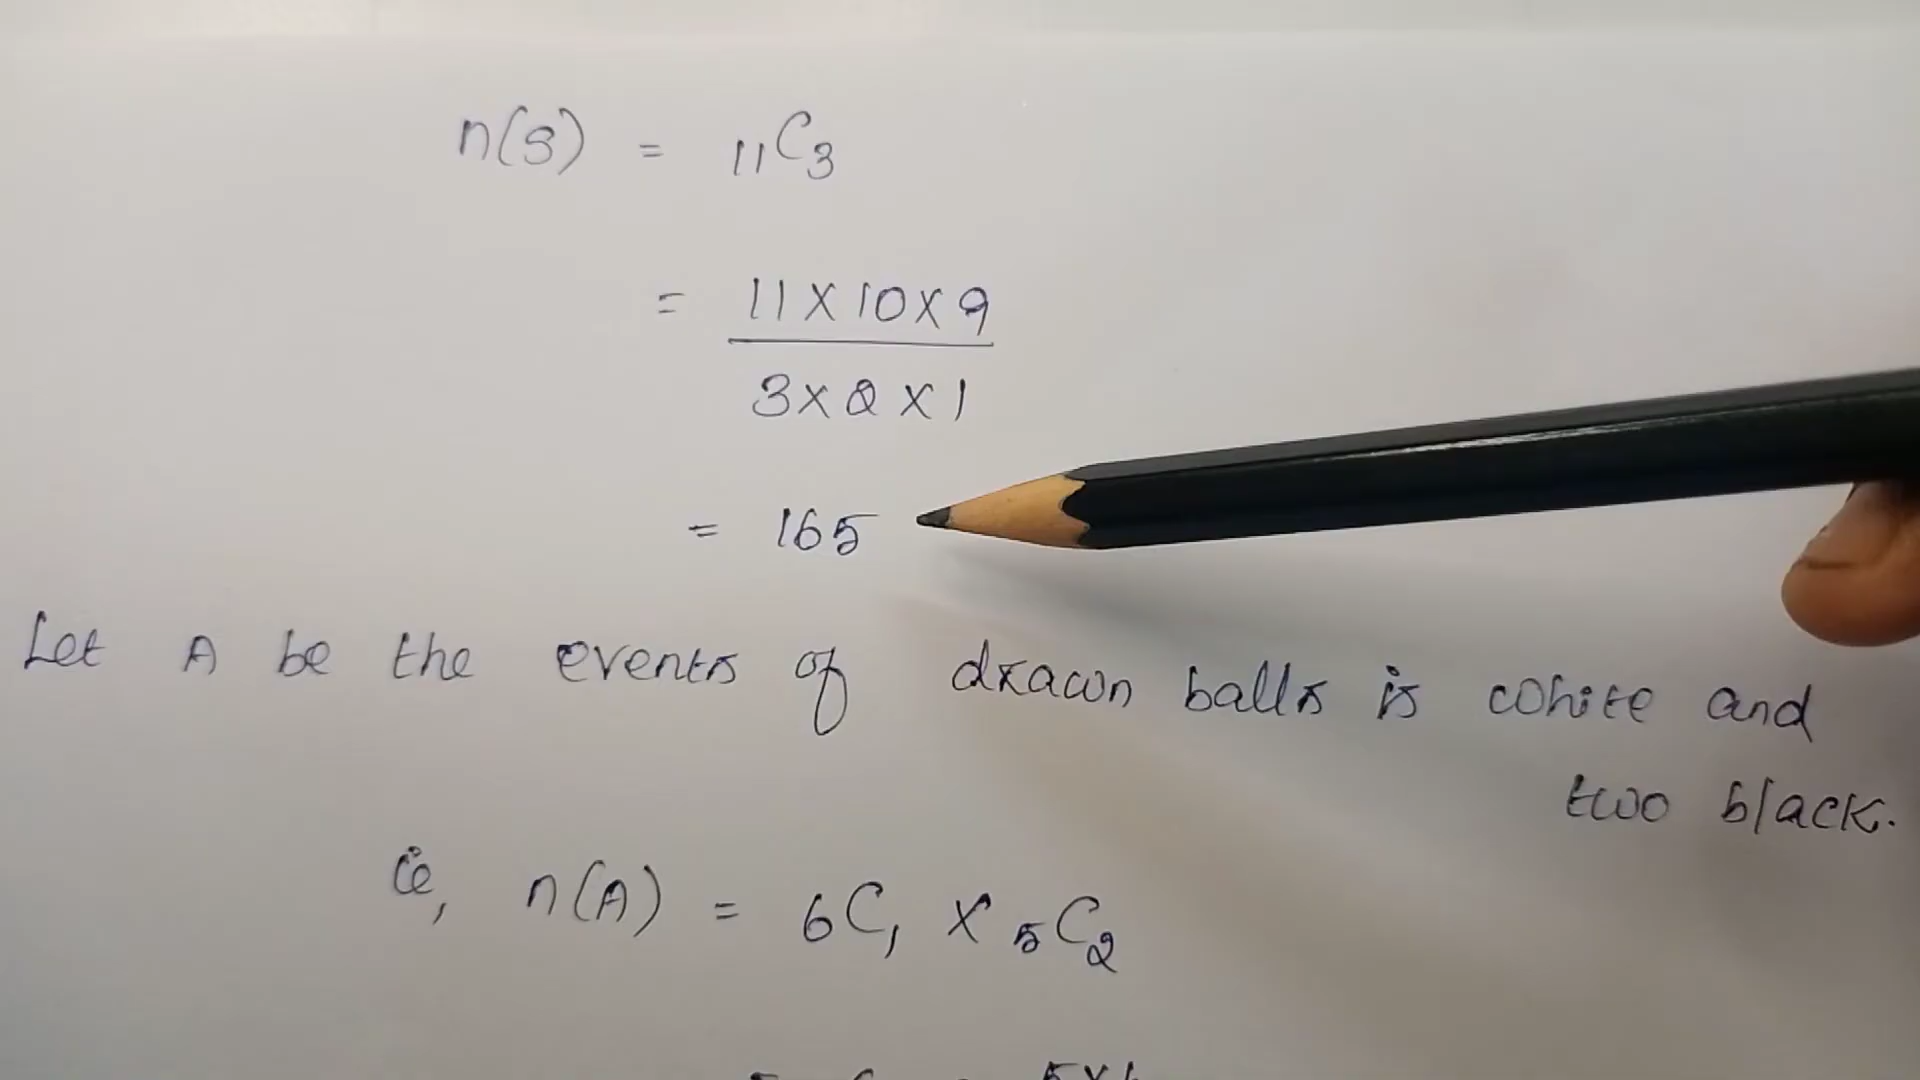 n(S) = 11C3
= 11 X 10 X 9
3 x 2 x 1
= 165
Let A be the events of drawn balls is white and
two black.
ie, n(A) = 6C1 X 5C2